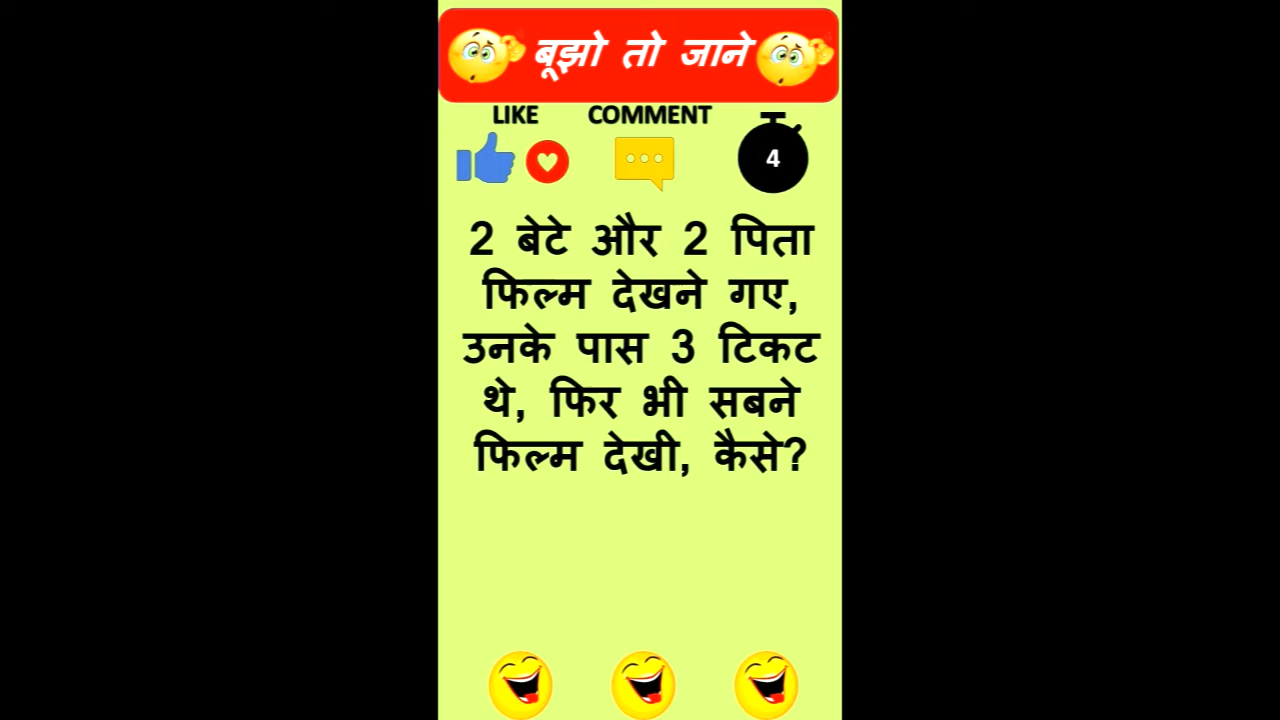 बूझो तो जाने
LIKE COMMENT
4
2 बेटे और 2 पिता
फिल्म देखने गए,
उनके पास 3 टिकट
थे, फिर भी सबने
फिल्म देखी, कैसे?